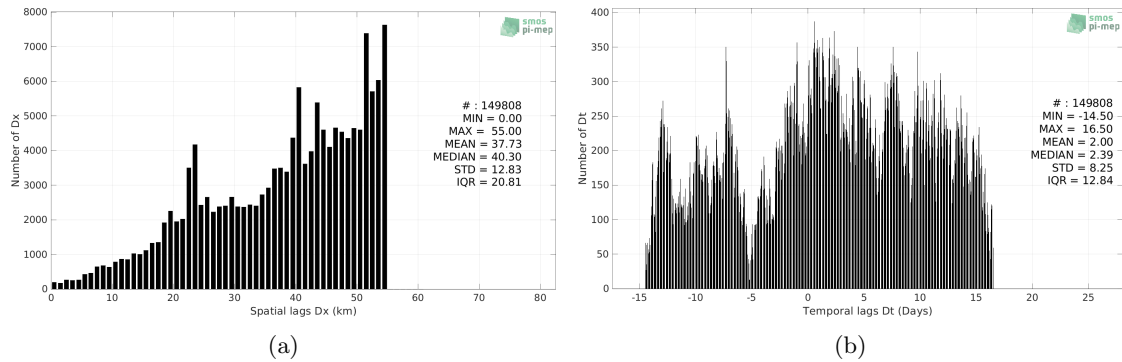 8000
7000
6000
5000
4000
3000
2000
1000
0
Number of Dx
0 10 20 30 40 50 60 70 80
Spatial lags Dx (km)
smos
pi-mep
# : 149808
MIN = 0.00
MAX = 55.00
MEAN = 37.73
MEDIAN = 40.30
STD = 12.83
IQR = 20.81
(a)
400
350
300
250
200
150
100
50
0
Number of Dt
-15 -10 -5 0 5 10 15 20 25
Temporal lags Dt (Days)
smos
pi-mep
# : 149808
MIN = -14.50
MAX = 16.50
MEAN = 2.00
MEDIAN = 2.39
STD = 8.25
IQR = 12.84
(b)